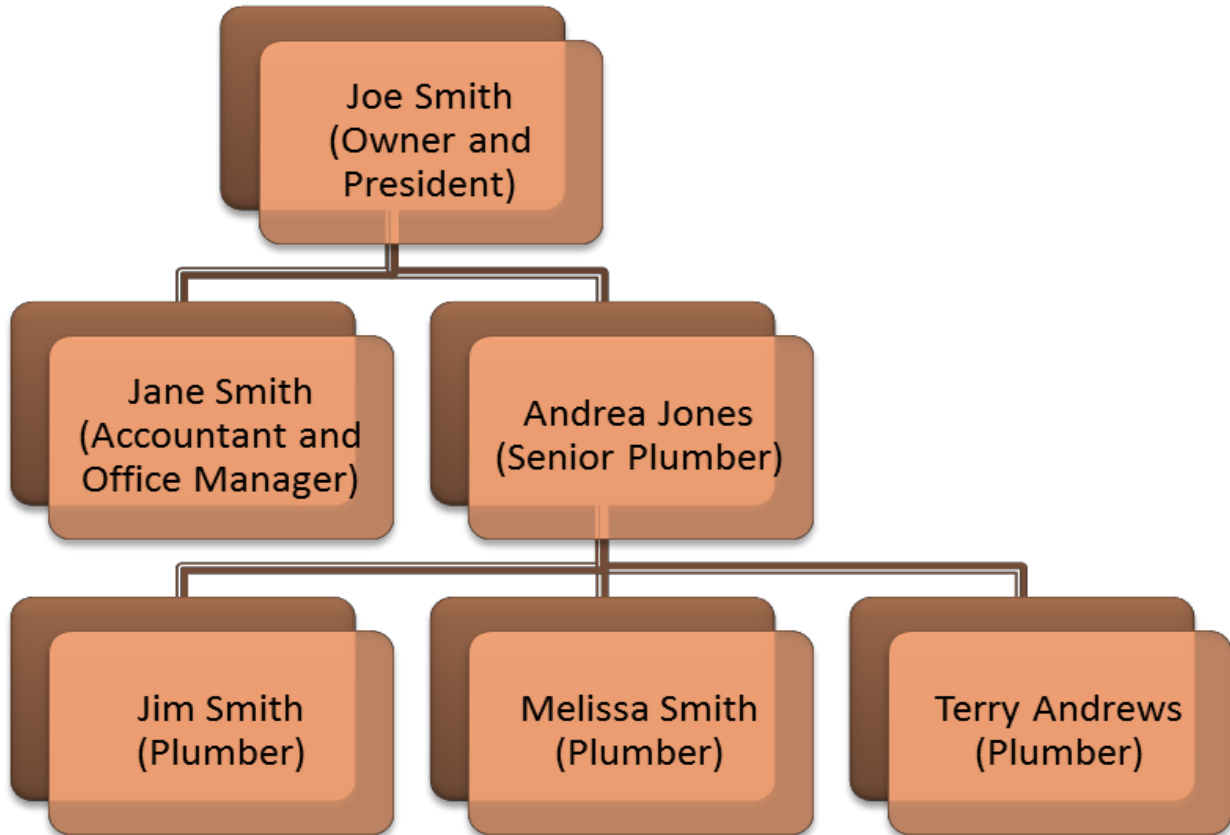 Joe Smith
(Owner and
President)
Jane Smith
(Accountant and
Office Manager)
Andrea Jones
(Senior Plumber)
Jim Smith
(Plumber)
Melissa Smith
(Plumber)
Terry Andrews
(Plumber)